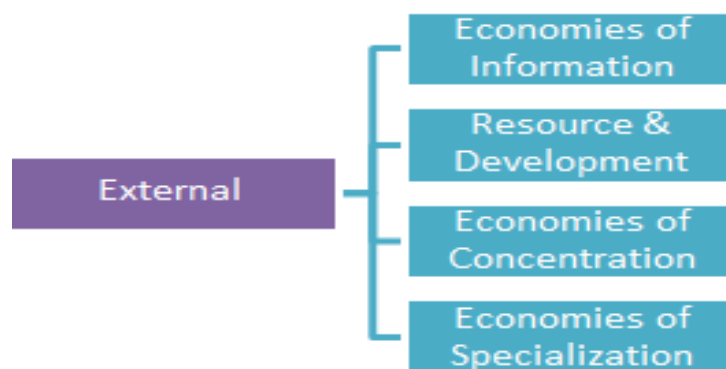 External
Economies of
Information
Resource &
Development
Economies of
Concentration
Economies of
Specialization